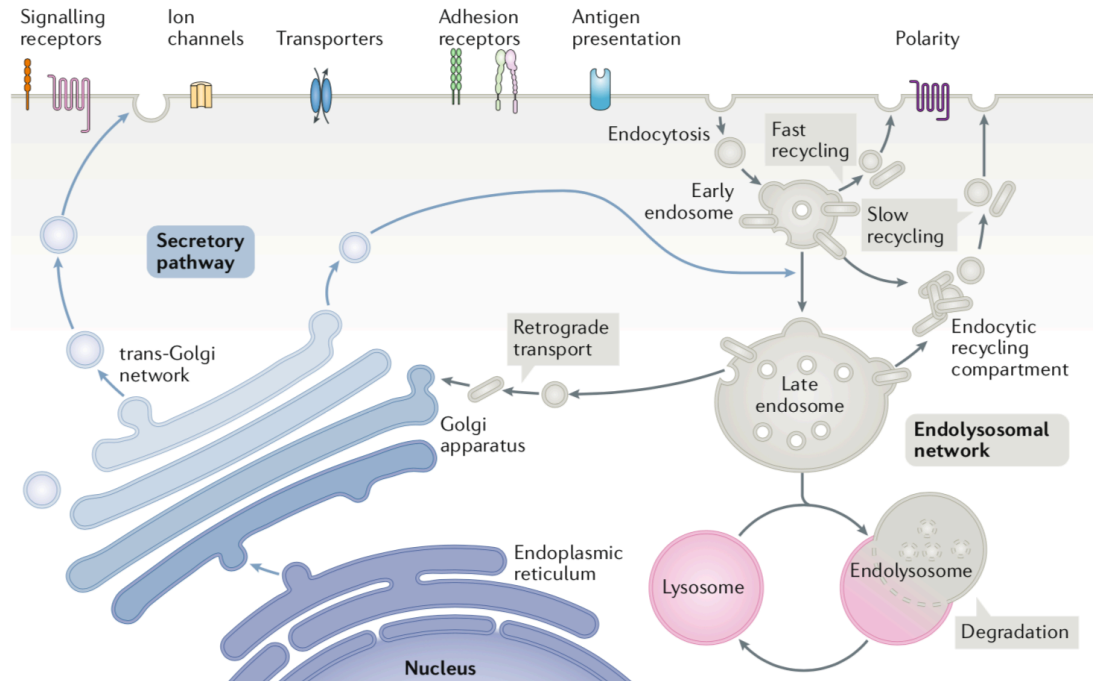 Signalling
receptors
Ion
channels
Transporters
Adhesion
receptors
Antigen
presentation
Polarity
Endocytosis
Fast
recycling
Early
endosome
Slow
recycling
Secretory
pathway
Retrograde
transport
trans-Golgi
network
Endocytic
recycling
compartment
Late
endosome
Golgi
apparatus
Endolysosomal
network
Endoplasmic
reticulum
Lysosome
Endolysosome
Degradation
Nucleus